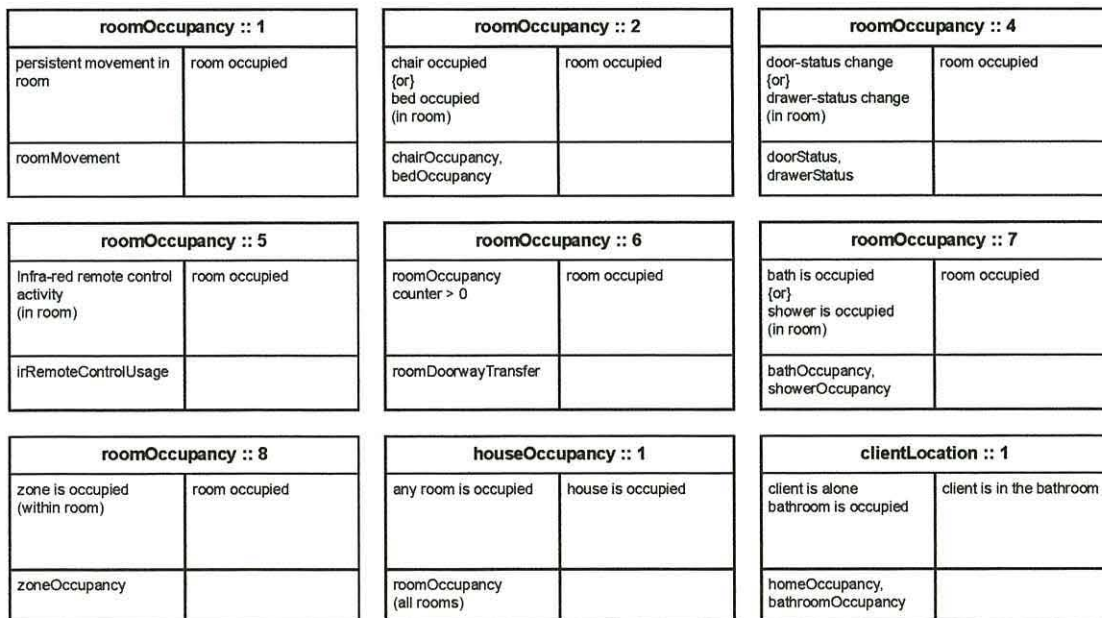 roomOccupancy :: 1
persistent movement in
room
room occupied
roomMovement
roomOccupancy :: 2
chair occupied
{or}
bed occupied
(in room)
room occupied
chairOccupancy,
bedOccupancy
roomOccupancy :: 4
door-status change
{or}
drawer-status change
(in room)
room occupied
doorStatus,
drawerStatus
roomOccupancy :: 5
Infra-red remote control
activity
(in room)
room occupied
irRemoteControlUsage
roomOccupancy :: 6
roomOccupancy
counter > 0
room occupied
roomDoorwayTransfer
roomOccupancy :: 7
bath is occupied
{or}
shower is occupied
(in room)
room occupied
bathOccupancy,
showerOccupancy
roomOccupancy :: 8
zone is occupied
(within room)
room occupied
zoneOccupancy
houseOccupancy :: 1
any room is occupied
house is occupied
roomOccupancy
(all rooms)
clientLocation :: 1
client is alone
bathroom is occupied
client is in the bathroom
homeOccupancy,
bathroomOccupancy